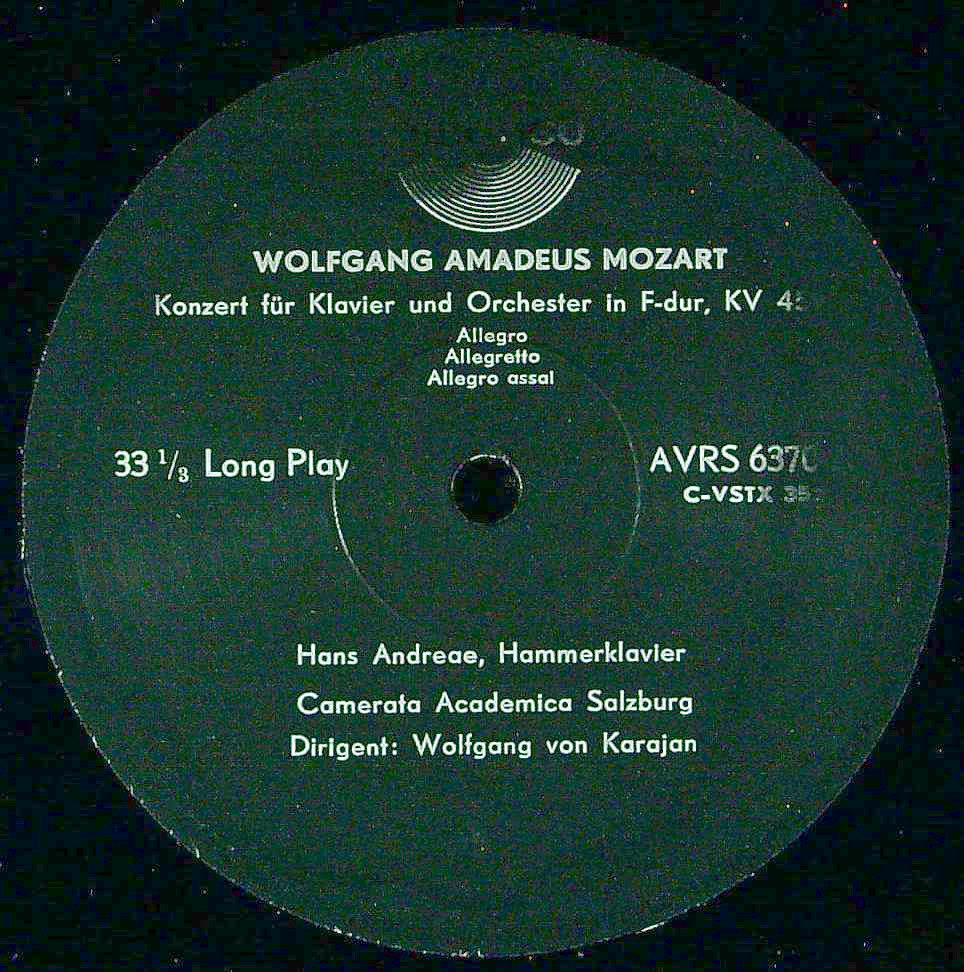 WOLFGANG AMADEUS MOZART
Konzert für Klavier und Orchester in F-dur, KV
Allegro
Allegretto
Allegro assai
33 1/3 Long Play
AVRS
C-VSTX
Hans Andreae, Hammerklavier
Camerata Academica Salzburg
Dirigent: Wolfgang von Karajan